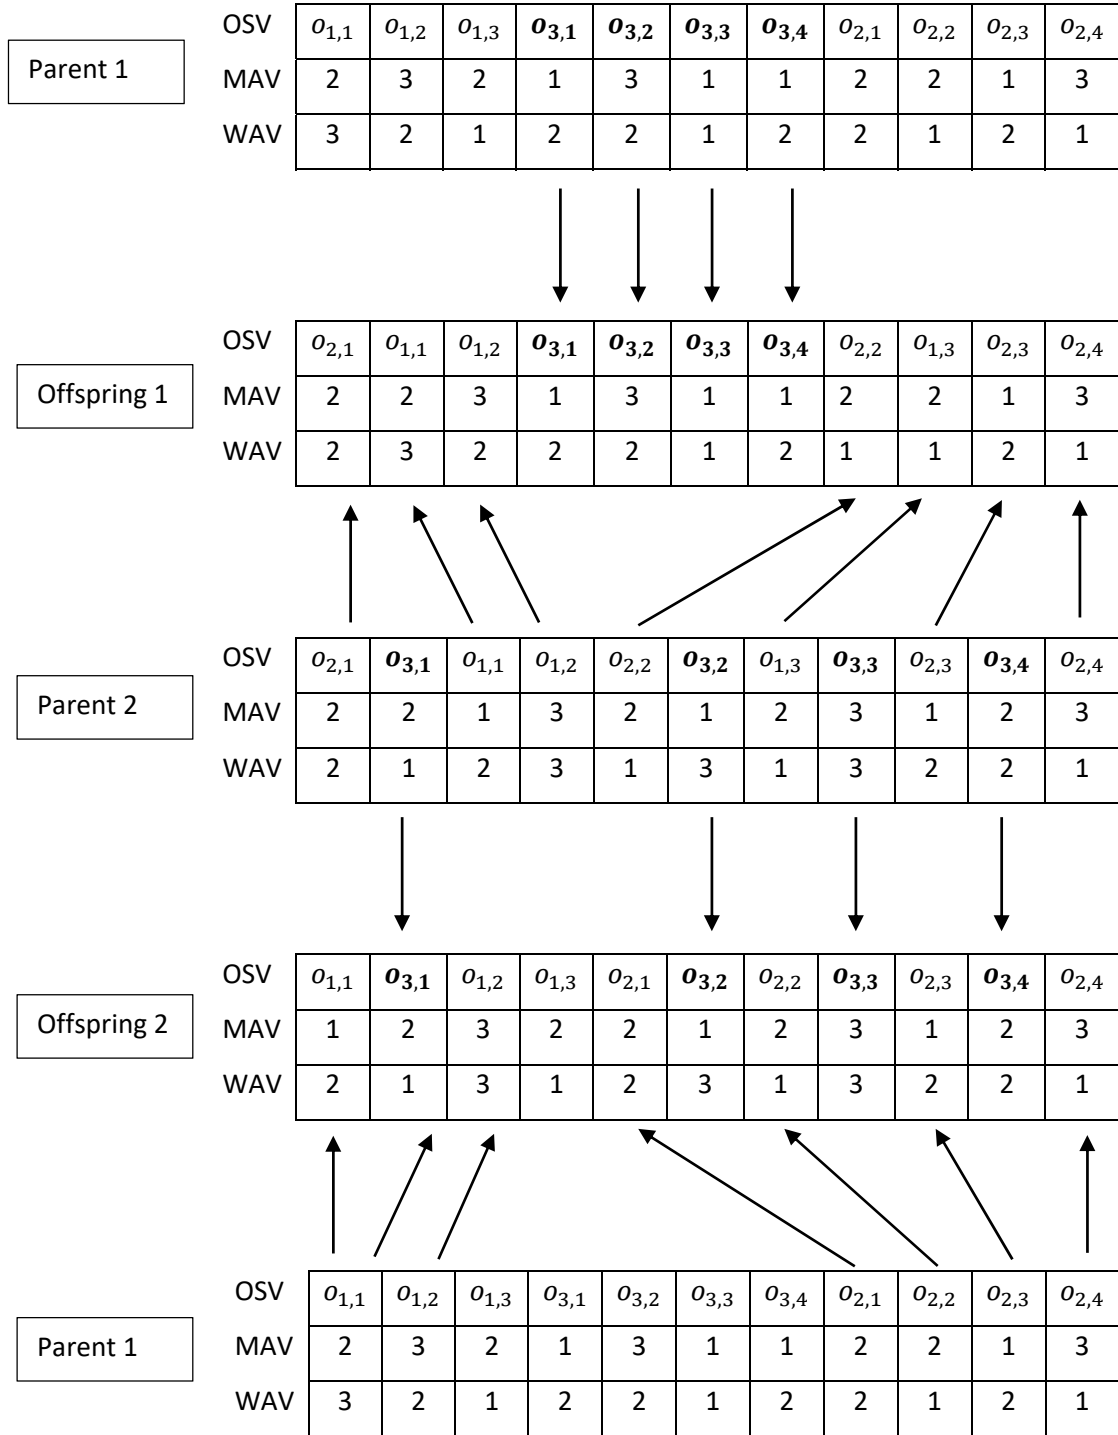 OSV o1,1 o1,2 o1,3 o3,1 o3,2 o3,3 o3,4 o2,1 o2,2 o2,3 o2,4
Parent 1
MAV 2 3 2 1 3 1 1 2 2 1 3
WAV 3 2 1 2 2 1 2 2 1 2 1
OSV o2,1 o1,1 o1,2 o3,1 o3,2 o3,3 o3,4 o2,2 o1,3 o2,3 o2,4
Offspring 1
MAV 2 2 3 1 3 1 1 2 2 1 3
WAV 2 3 2 2 2 1 2 1 1 2 1
OSV o2,1 o3,1 o1,1 o1,2 o2,2 o3,2 o1,3 o3,3 o2,3 o3,4 o2,4
Parent 2
MAV 2 2 1 3 2 1 2 3 1 2 3
WAV 2 1 2 3 1 3 1 3 2 2 1
OSV o1,1 o3,1 o1,2 o1,3 o2,1 o3,2 o2,2 o3,3 o2,3 o3,4 o2,4
Offspring 2
MAV 1 2 3 2 2 1 2 3 1 2 3
WAV 2 1 3 1 2 3 1 3 2 2 1
OSV o1,1 o1,2 o1,3 o3,1 o3,2 o3,3 o3,4 o2,1 o2,2 o2,3 o2,4
Parent 1
MAV 2 3 2 1 3 1 1 2 2 1 3
WAV 3 2 1 2 2 1 2 2 1 2 1